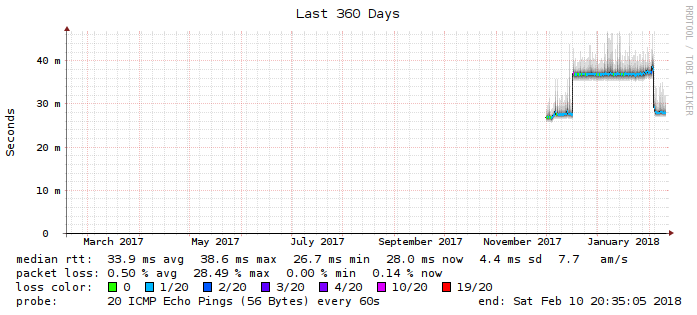 Last 360 Days
RRDTOOL / TOBI OETIKER
Seconds
40 m
30 m
20 m
10 m
0
March 2017 May 2017 July 2017 September 2017 November 2017 January 2018
median rtt: 33.9 ms avg 38.6 ms max 26.7 ms min 28.0 ms now 4.4 ms sd 7.7 am/s
packet loss: 0.50 % avg 28.49 % max 0.00 % min 0.14 % now
loss color: 0 1/20 2/20 3/20 4/20 10/20 19/20
probe: 20 ICMP Echo Pings (56 Bytes) every 60s end: Sat Feb 10 20:35:05 2018